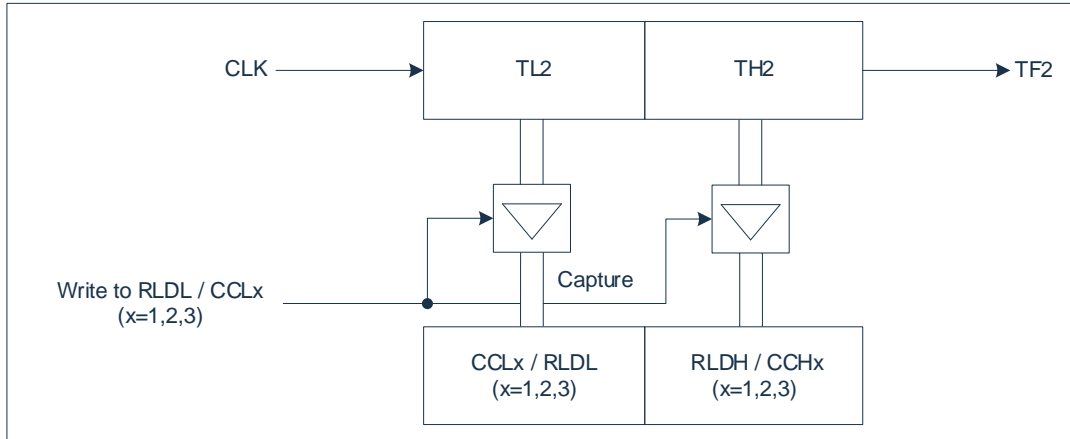 CLK
TL2
TH2
TF2
Write to RLDL / CCLx
(x=1,2,3)
Capture
CCLx / RLDL
(x=1,2,3)
RLDH / CCHx
(x=1,2,3)